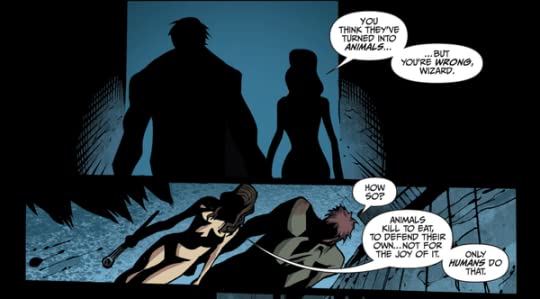 YOU
THINK THEY'VE
TURNED INTO
ANIMALS...
...BUT
YOU'RE WRONG,
WIZARD.
HOW
SO?
ANIMALS
KILL TO EAT,
TO DEFEND THEIR
OWN...NOT FOR
THE JOY OF IT.
ONLY
HUMANS DO
THAT.